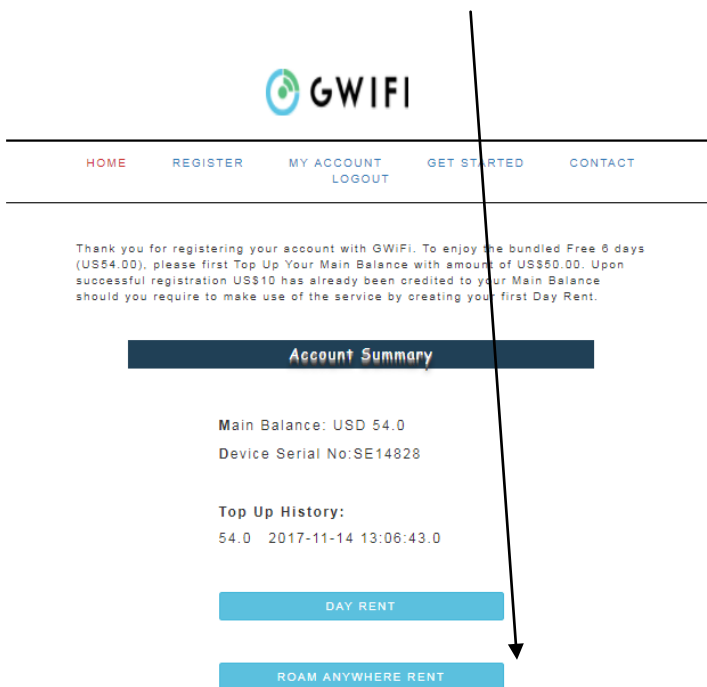 GWIFI
HOME REGISTER MY ACCOUNT GET STARTED CONTACT
LOGOUT
Thank you for registering your account with GWiFi. To enjoy the bundled Free 6 days
(US54.00), please first Top Up Your Main Balance with amount of US$50.00. Upon
successful registration US$10 has already been credited to your Main Balance
should you require to make use of the service by creating your first Day Rent.
Account Summary
Main Balance: USD 54.0
Device Serial No:SE14828
Top Up History:
54.0 2017-11-14 13:06:43.0
DAY RENT
ROAM ANYWHERE RENT